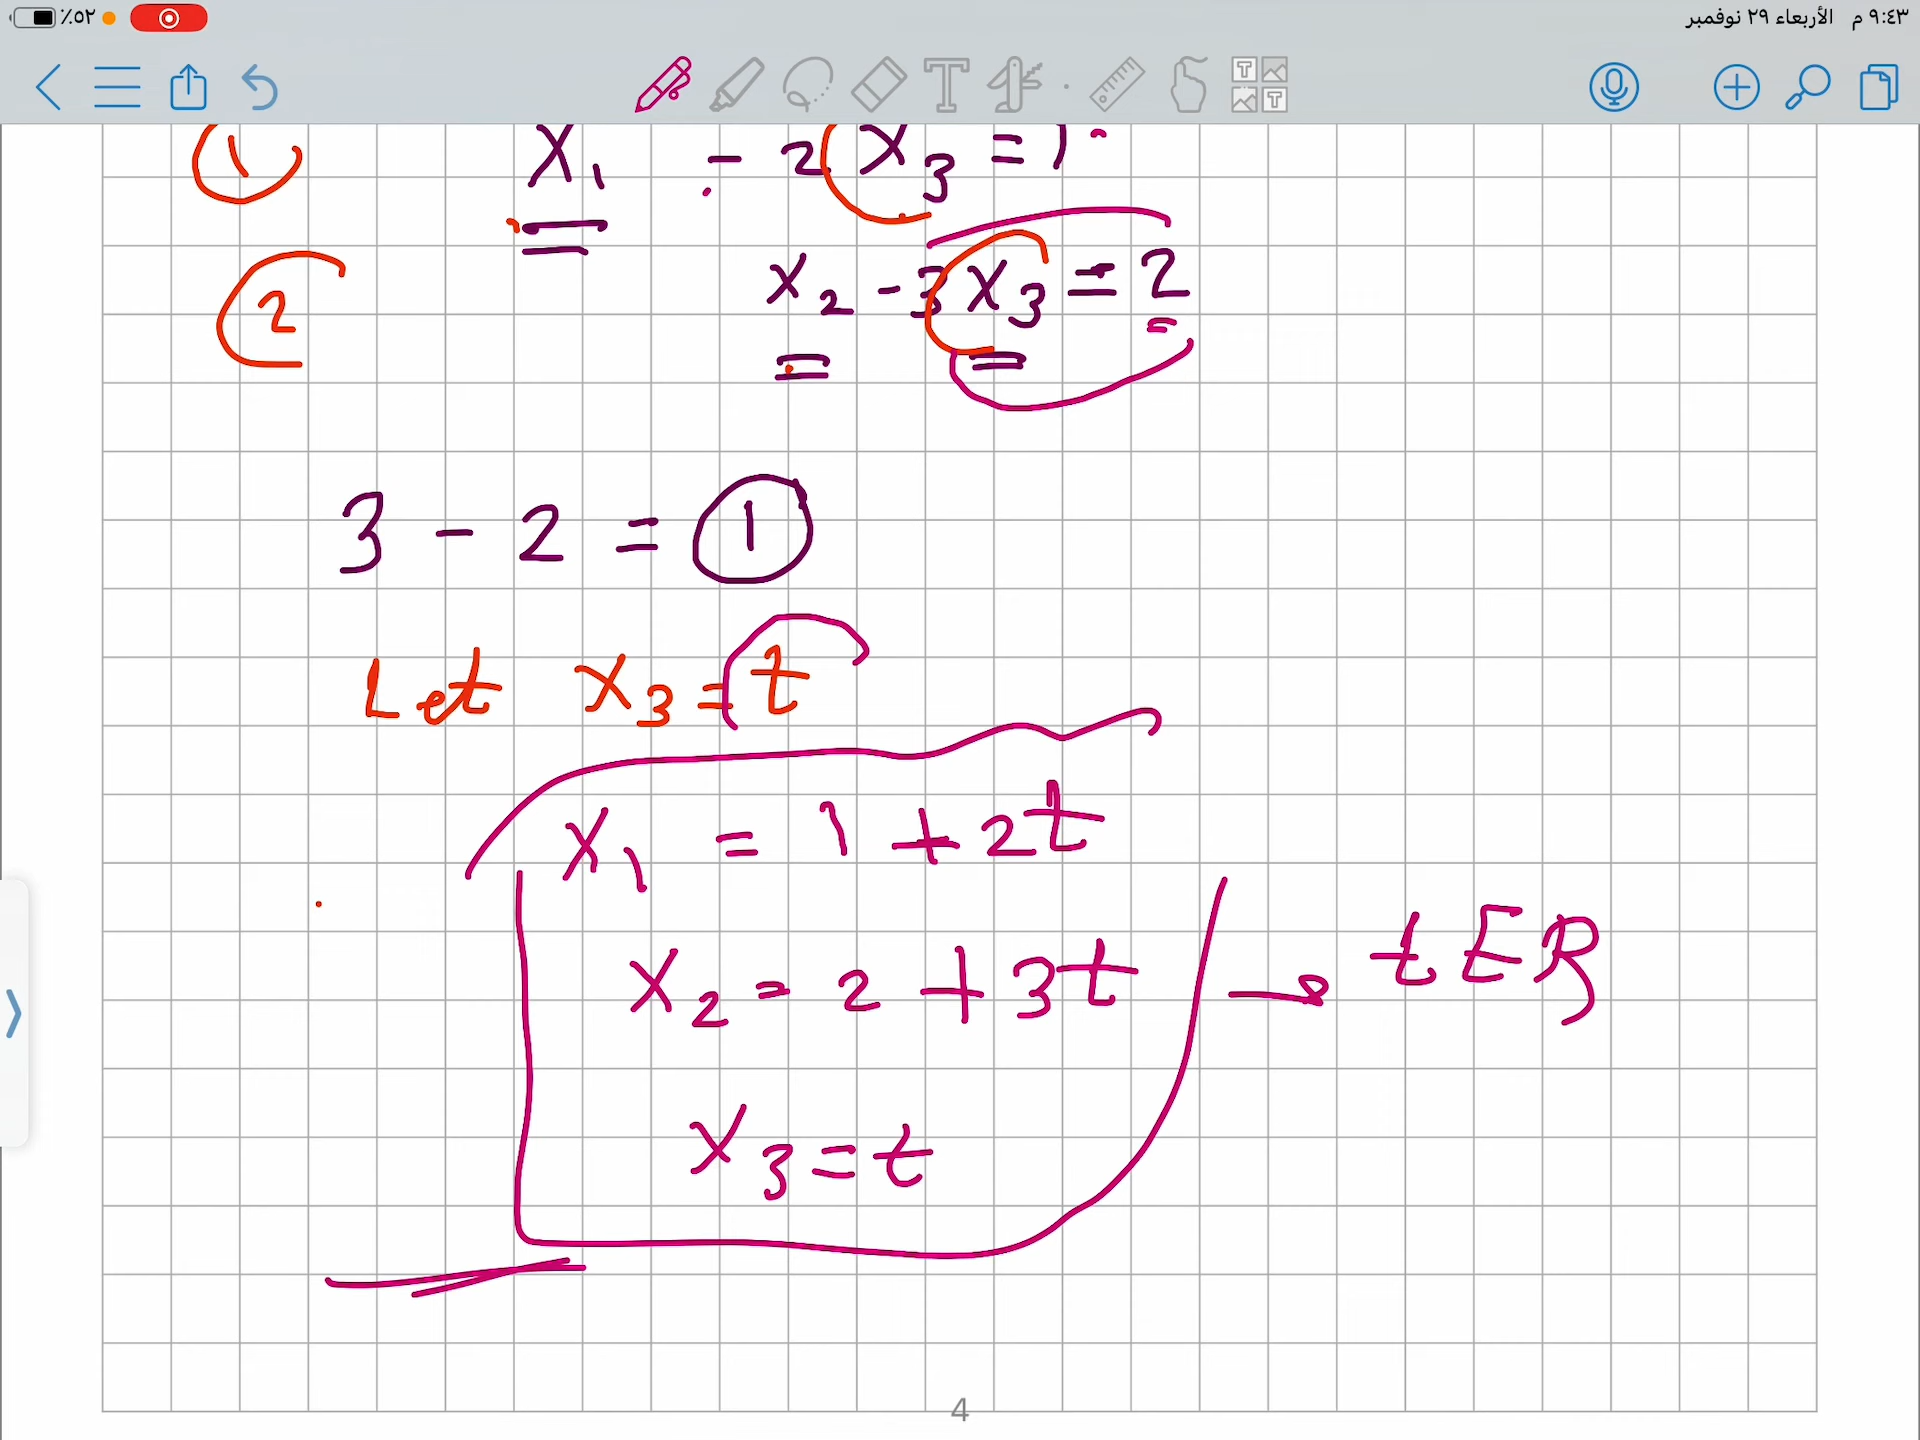 ٩:٤٣ م الأربعاء ٢٩ نوفمبر
٪٥٢
① x₁ - 2x₃ = 1
② x₂ - 3x₃ = 2
3 - 2 = 1
Let x₃ = t
x₁ = 1 + 2t
x₂ = 2 + 3t → t ∈ R
x₃ = t
4